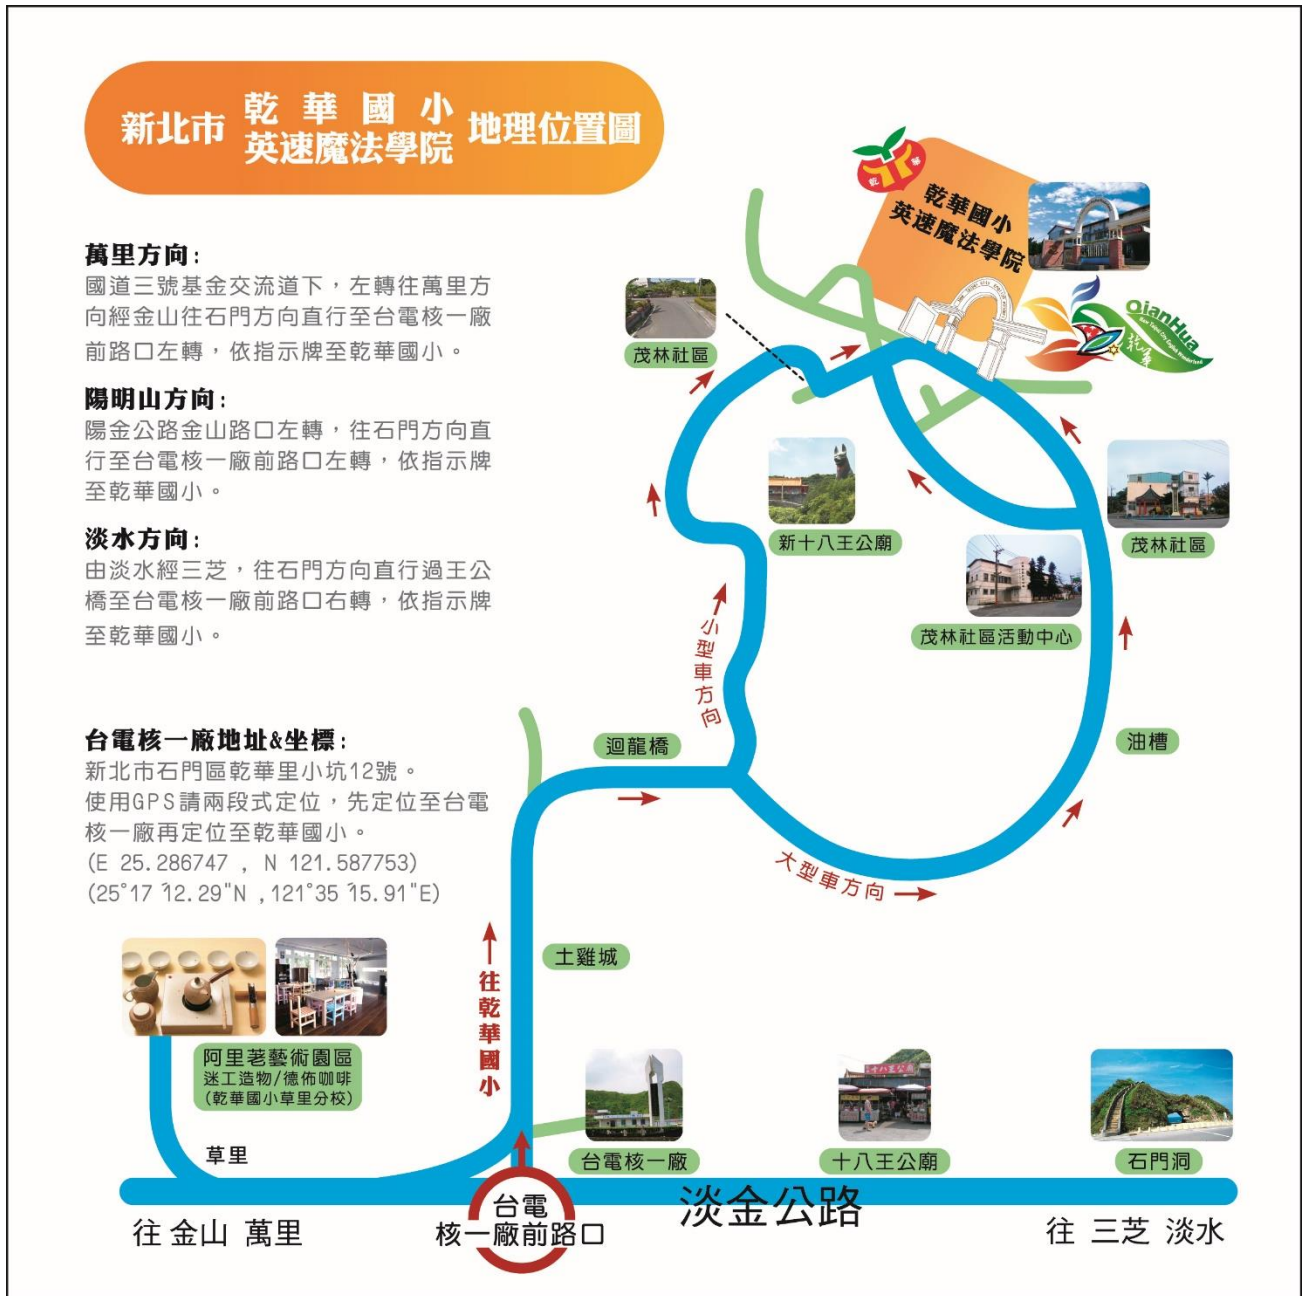 新北市 乾華國小 地理位置圖
英速魔法學院
萬里方向:
國道三號基金交流道下，左轉往萬里方
向經金山往石門方向直行至台電核一廠
前路口左轉，依指示牌至乾華國小。
陽明山方向:
陽金公路金山路口左轉，往石門方向直
行至台電核一廠前路口左轉，依指示牌
至乾華國小。
淡水方向:
由淡水經三芝，往石門方向直行過王公
橋至台電核一廠前路口右轉，依指示牌
至乾華國小。
台電核一廠地址&坐標:
新北市石門區乾華里小坑12號。
使用GPS請兩段式定位，先定位至台電
核一廠再定位至乾華國小。
(E 25.286747 , N 121.587753)
(25°17 12.29"N ,121°35 15.91"E)
乾華
乾華國小
英速魔法學院
QianHua
乾華
茂林社區
新十八王公廟
茂林社區
茂林社區活動中心
小型車方向
迴龍橋
油槽
大型車方向
土雞城
往乾華國小
阿里荖藝術園區
迷工造物/德佈咖啡
(乾華國小草里分校)
草里
台電核一廠
十八王公廟
石門洞
台電
核一廠前路口
淡金公路
往 金山 萬里
往 三芝 淡水